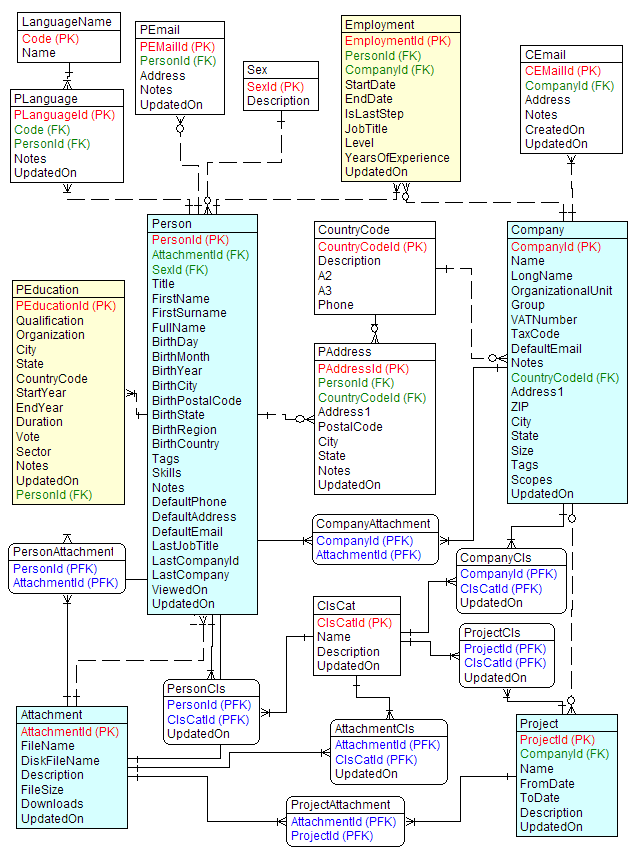 LanguageName
Code (PK)
Name
PEmail
PEMailId (PK)
PersonId (FK)
Address
Notes
UpdatedOn
Sex
SexId (PK)
Description
Employment
EmploymentId (PK)
PersonId (FK)
CompanyId (FK)
StartDate
EndDate
IsLastStep
JobTitle
Level
YearsOfExperience
UpdatedOn
CEmail
CEMailId (PK)
CompanyId (FK)
Address
Notes
CreatedOn
UpdatedOn
PLanguage
PLanguageId (PK)
Code (FK)
PersonId (FK)
Notes
UpdatedOn
Person
PersonId (PK)
AttachmentId (FK)
SexId (FK)
Title
FirstName
FirstSurname
FullName
BirthDay
BirthMonth
BirthYear
BirthCity
BirthPostalCode
BirthState
BirthRegion
BirthCountry
Tags
Skills
Notes
DefaultPhone
DefaultAddress
DefaultEmail
LastJobTitle
LastCompanyId
LastCompany
ViewedOn
UpdatedOn
CountryCode
CountryCodeId (PK)
Description
A2
A3
Phone
Company
CompanyId (PK)
Name
LongName
OrganizationalUnit
Group
VATNumber
TaxCode
DefaultEmail
Notes
CountryCodeId (FK)
Address1
ZIP
City
State
Size
Tags
Scopes
UpdatedOn
PEducation
PEducationId (PK)
Qualification
Organization
City
State
CountryCode
StartYear
EndYear
Duration
Vote
Sector
Notes
UpdatedOn
PersonId (FK)
PAddress
PAddressId (PK)
PersonId (FK)
CountryCodeId (FK)
Address1
PostalCode
City
State
Notes
UpdatedOn
CompanyAttachment
CompanyId (PFK)
AttachmentId (PFK)
PersonAttachment
PersonId (PFK)
AttachmentId (PFK)
CompanyCls
CompanyId (PFK)
ClsCatId (PFK)
UpdatedOn
ClsCat
ClsCatId (PK)
Name
Description
UpdatedOn
ProjectCls
ProjectId (PFK)
ClsCatId (PFK)
UpdatedOn
PersonCls
PersonId (PFK)
ClsCatId (PFK)
UpdatedOn
Attachment
AttachmentId (PK)
FileName
DiskFileName
Description
FileSize
Downloads
UpdatedOn
AttachmentCls
AttachmentId (PFK)
ClsCatId (PFK)
UpdatedOn
Project
ProjectId (PK)
CompanyId (FK)
Name
FromDate
ToDate
Description
UpdatedOn
ProjectAttachment
AttachmentId (PFK)
ProjectId (PFK)